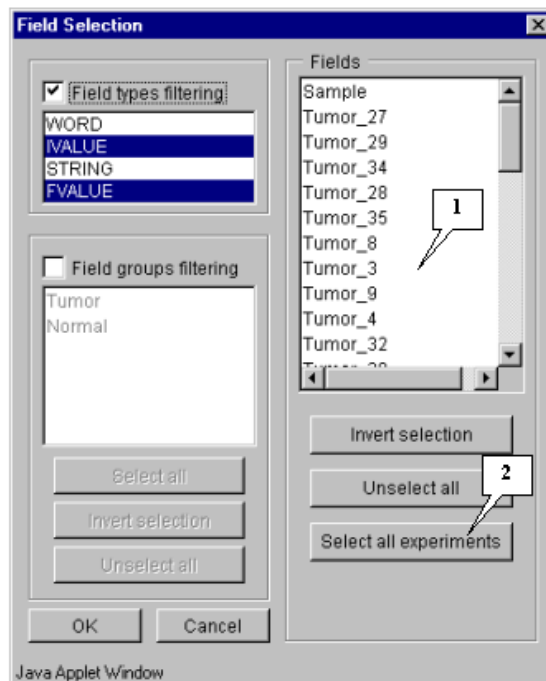 Field Selection
Field types filtering
WORD
IVALUE
STRING
FVALUE
Field groups filtering
Tumor
Normal
Select all
Invert selection
Unselect all
OK
Cancel
Fields
Sample
Tumor_27
Tumor_29
Tumor_34
Tumor_28
Tumor_35
Tumor_8
Tumor_3
Tumor_9
Tumor_4
Tumor_32
1
Invert selection
Unselect all
2
Select all experiments
Java Applet Window